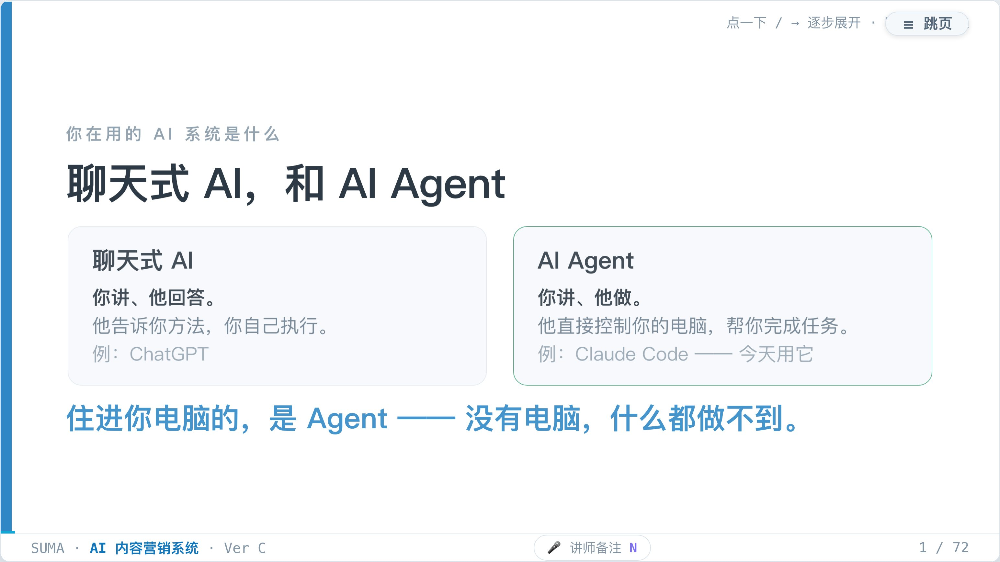 点一下 / → 逐步展开 ·
≡ 跳页
你在用的 AI 系统是什么
聊天式 AI，和 AI Agent
聊天式 AI
你讲、他回答。
他告诉你方法，你自己执行。
例：ChatGPT
AI Agent
你讲、他做。
他直接控制你的电脑，帮你完成任务。
例：Claude Code —— 今天用它
住进你电脑的，是 Agent —— 没有电脑，什么都做不到。
SUMA · AI 内容营销系统 · Ver C
🎤 讲师备注 N
1 / 72